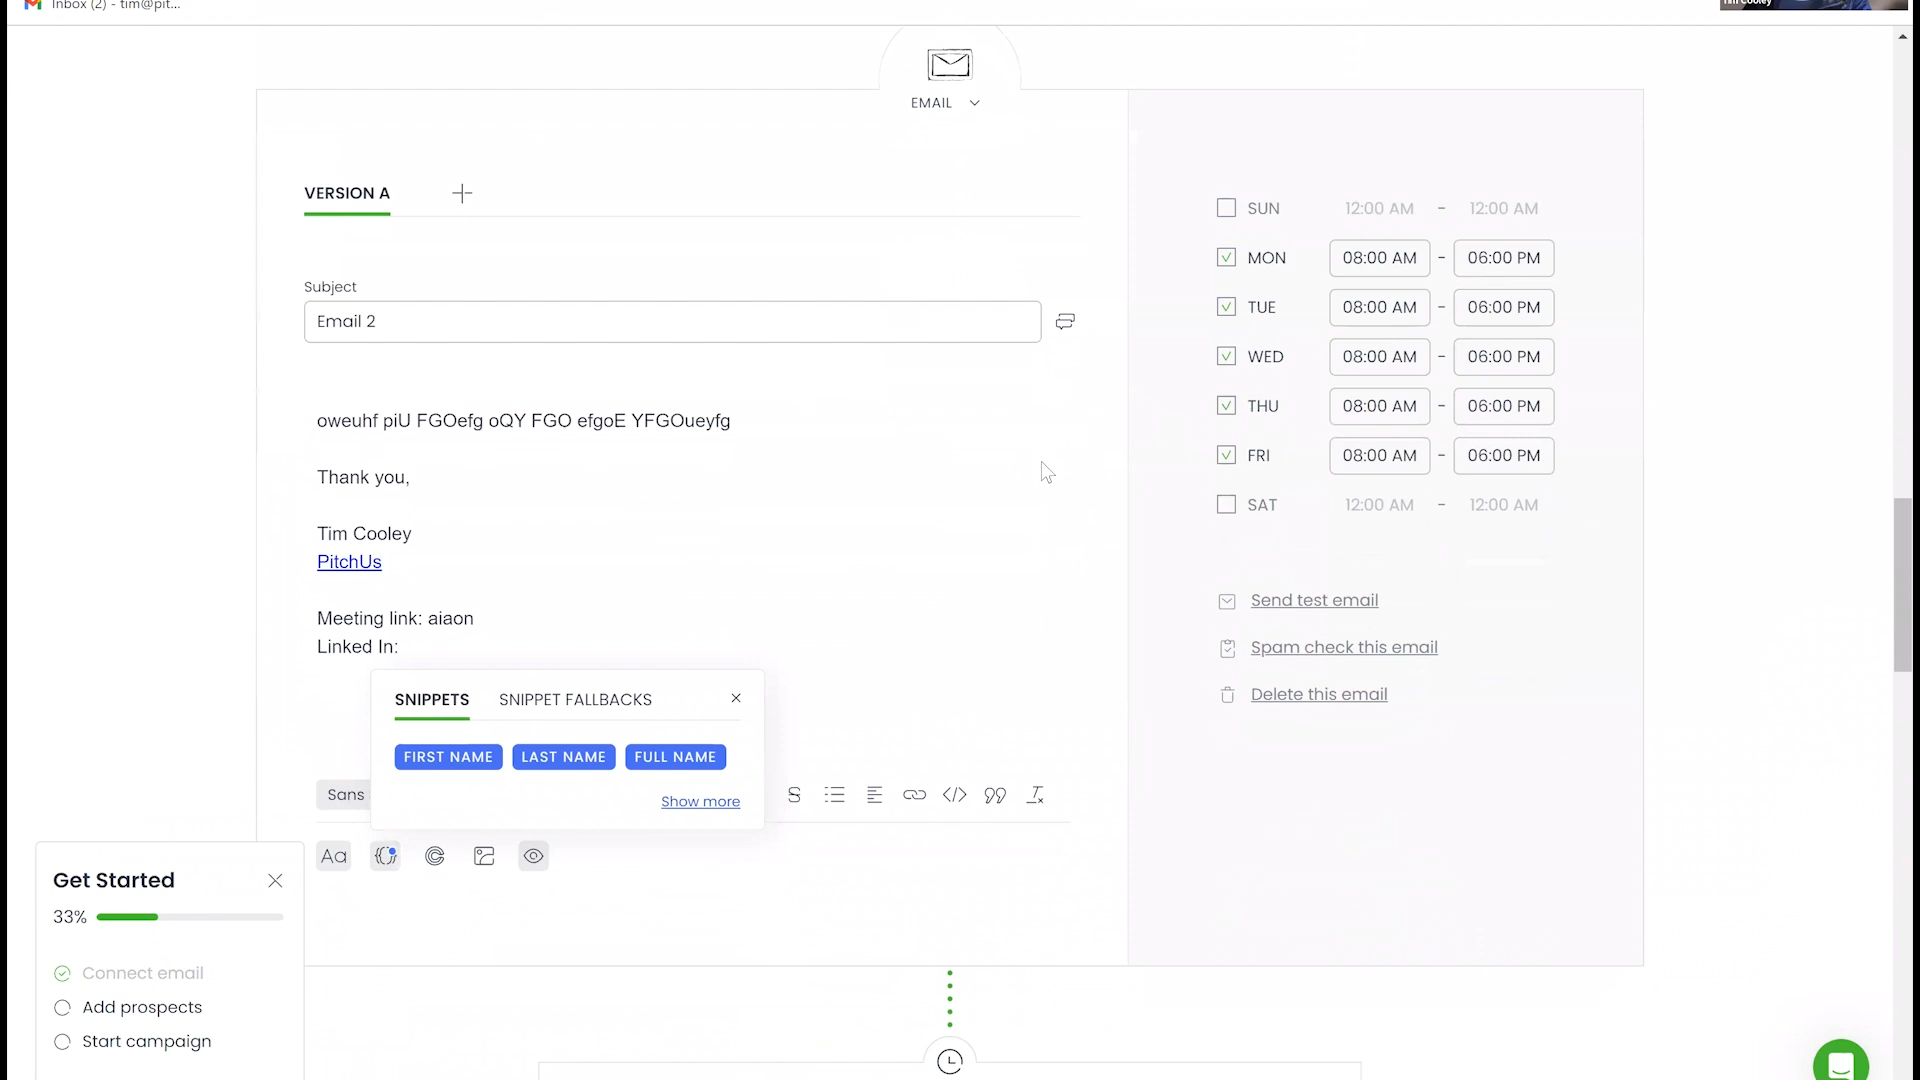 Inbox (2) - tim@pit...
Tim Cooley
EMAIL
VERSION A
Subject
Email 2
oweuhf piU FGOefg oQY FGO efgoE YFGOueyfg
Thank you,
Tim Cooley
PitchUs
Meeting link: aiaon
Linked In:
SNIPPETS SNIPPET FALLBACKS
FIRST NAME LAST NAME FULL NAME
Show more
Sans
Aa
SUN 12:00 AM - 12:00 AM
MON 08:00 AM - 06:00 PM
TUE 08:00 AM - 06:00 PM
WED 08:00 AM - 06:00 PM
THU 08:00 AM - 06:00 PM
FRI 08:00 AM - 06:00 PM
SAT 12:00 AM - 12:00 AM
Send test email
Spam check this email
Delete this email
Get Started
33%
Connect email
Add prospects
Start campaign